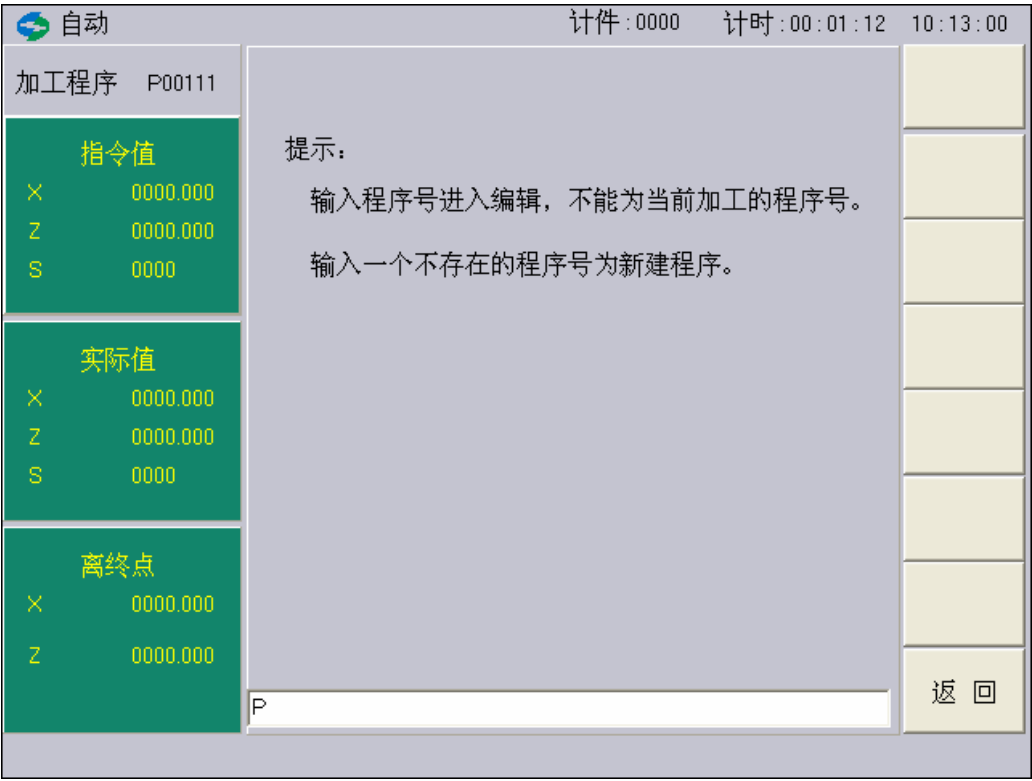 自动 计件:0000 计时:00:01:12 10:13:00
加工程序 P00111
指令值
X 0000.000
Z 0000.000
S 0000
实际值
X 0000.000
Z 0000.000
S 0000
离终点
X 0000.000
Z 0000.000
提示:
输入程序号进入编辑，不能为当前加工的程序号。
输入一个不存在的程序号为新建程序。
P
返 回